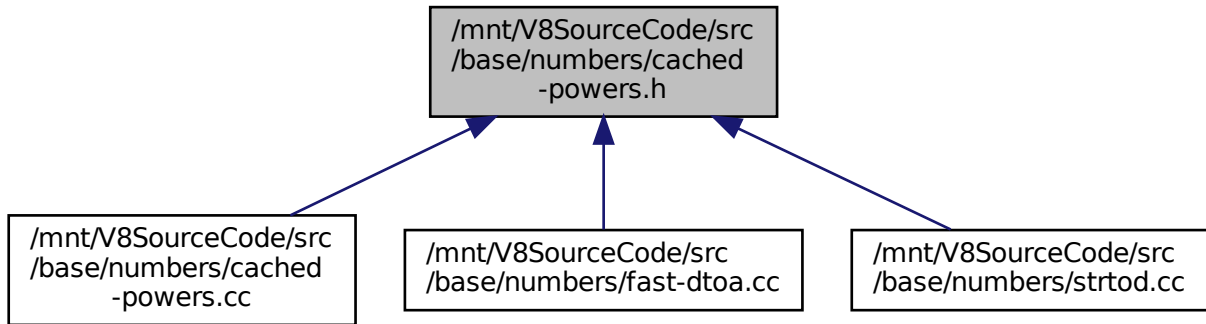 /mnt/V8SourceCode/src
/base/numbers/cached
-powers.h
/mnt/V8SourceCode/src
/base/numbers/cached
-powers.cc
/mnt/V8SourceCode/src
/base/numbers/fast-dtoa.cc
/mnt/V8SourceCode/src
/base/numbers/strtod.cc